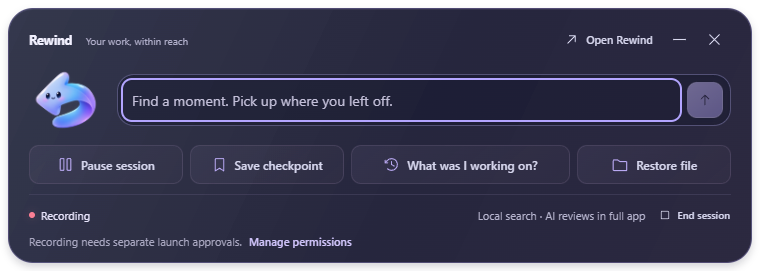 Rewind Your work, within reach Open Rewind
Find a moment. Pick up where you left off.
Pause session Save checkpoint What was I working on? Restore file
Recording Local search · AI reviews in full app End session
Recording needs separate launch approvals. Manage permissions